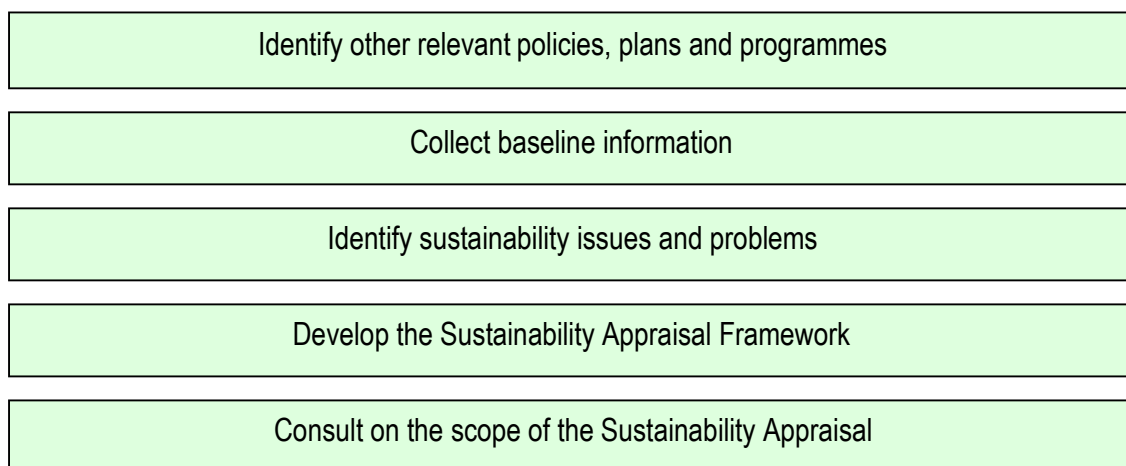 Identify other relevant policies, plans and programmes
Collect baseline information
Identify sustainability issues and problems
Develop the Sustainability Appraisal Framework
Consult on the scope of the Sustainability Appraisal